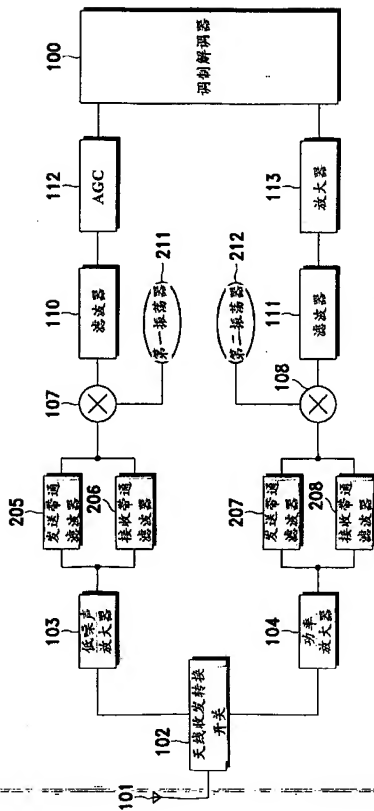 101
102
天线收发转换
开关
103
低噪声
放大器
104
功率
放大器
205
发送带通
滤波器
206
接收带通
滤波器
207
发送带通
滤波器
208
接收带通
滤波器
107
108
211
第一振荡器
212
第二振荡器
110
滤波器
111
滤波器
112
AGC
113
放大器
100
调制解调器